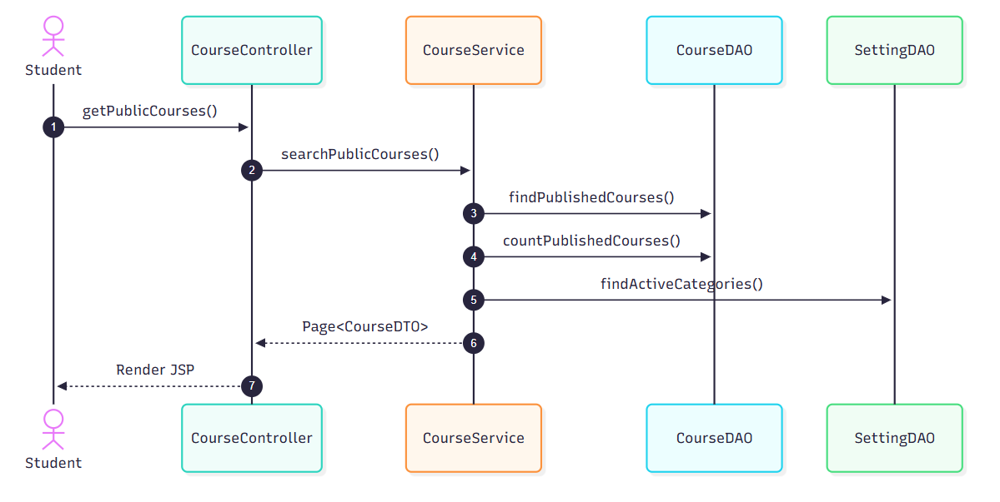 Student
CourseController
CourseService
CourseDAO
SettingDAO
getPublicCourses()
1
searchPublicCourses()
2
findPublishedCourses()
3
countPublishedCourses()
4
findActiveCategories()
5
Page<CourseDTO>
6
Render JSP
7
CourseController
CourseService
CourseDAO
SettingDAO
Student